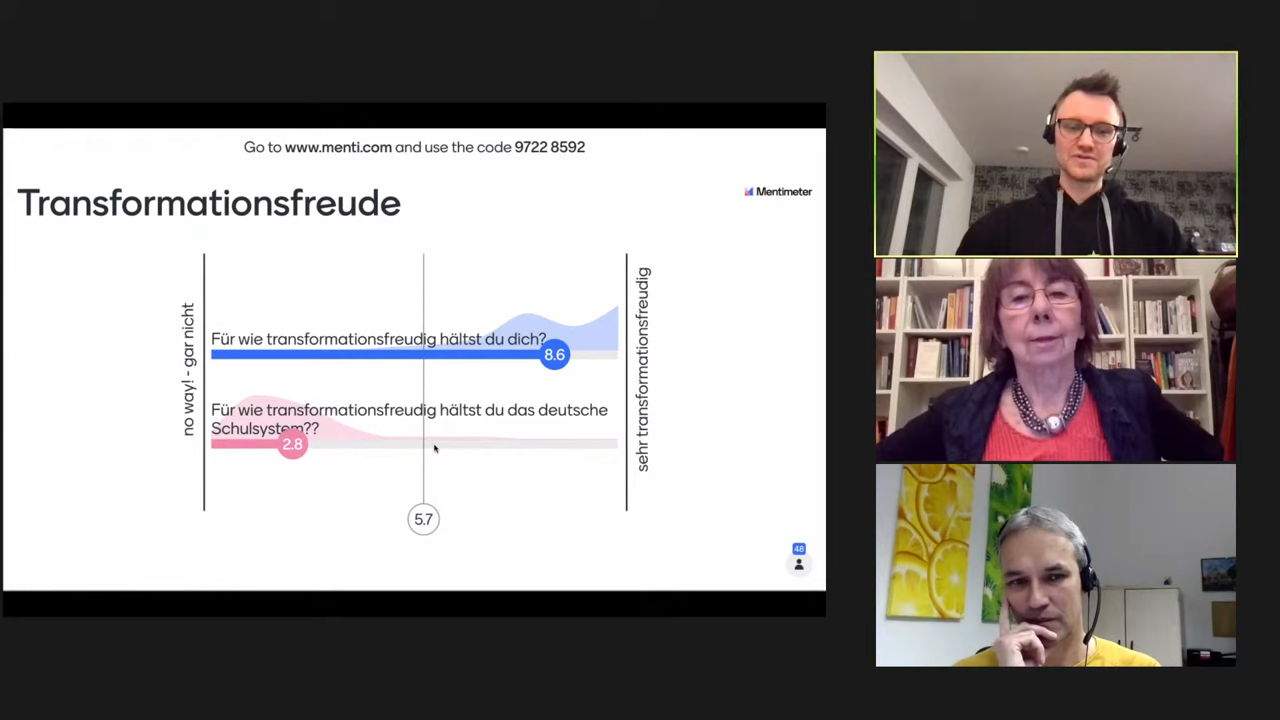 Go to www.menti.com and use the code 9722 8592
Transformationsfreude
Mentimeter
no way! - gar nicht
Für wie transformationsfreudig hältst du dich?
8.6
Für wie transformationsfreudig hältst du das deutsche
Schulsystem??
2.8
sehr transformationsfreudig
5.7
48